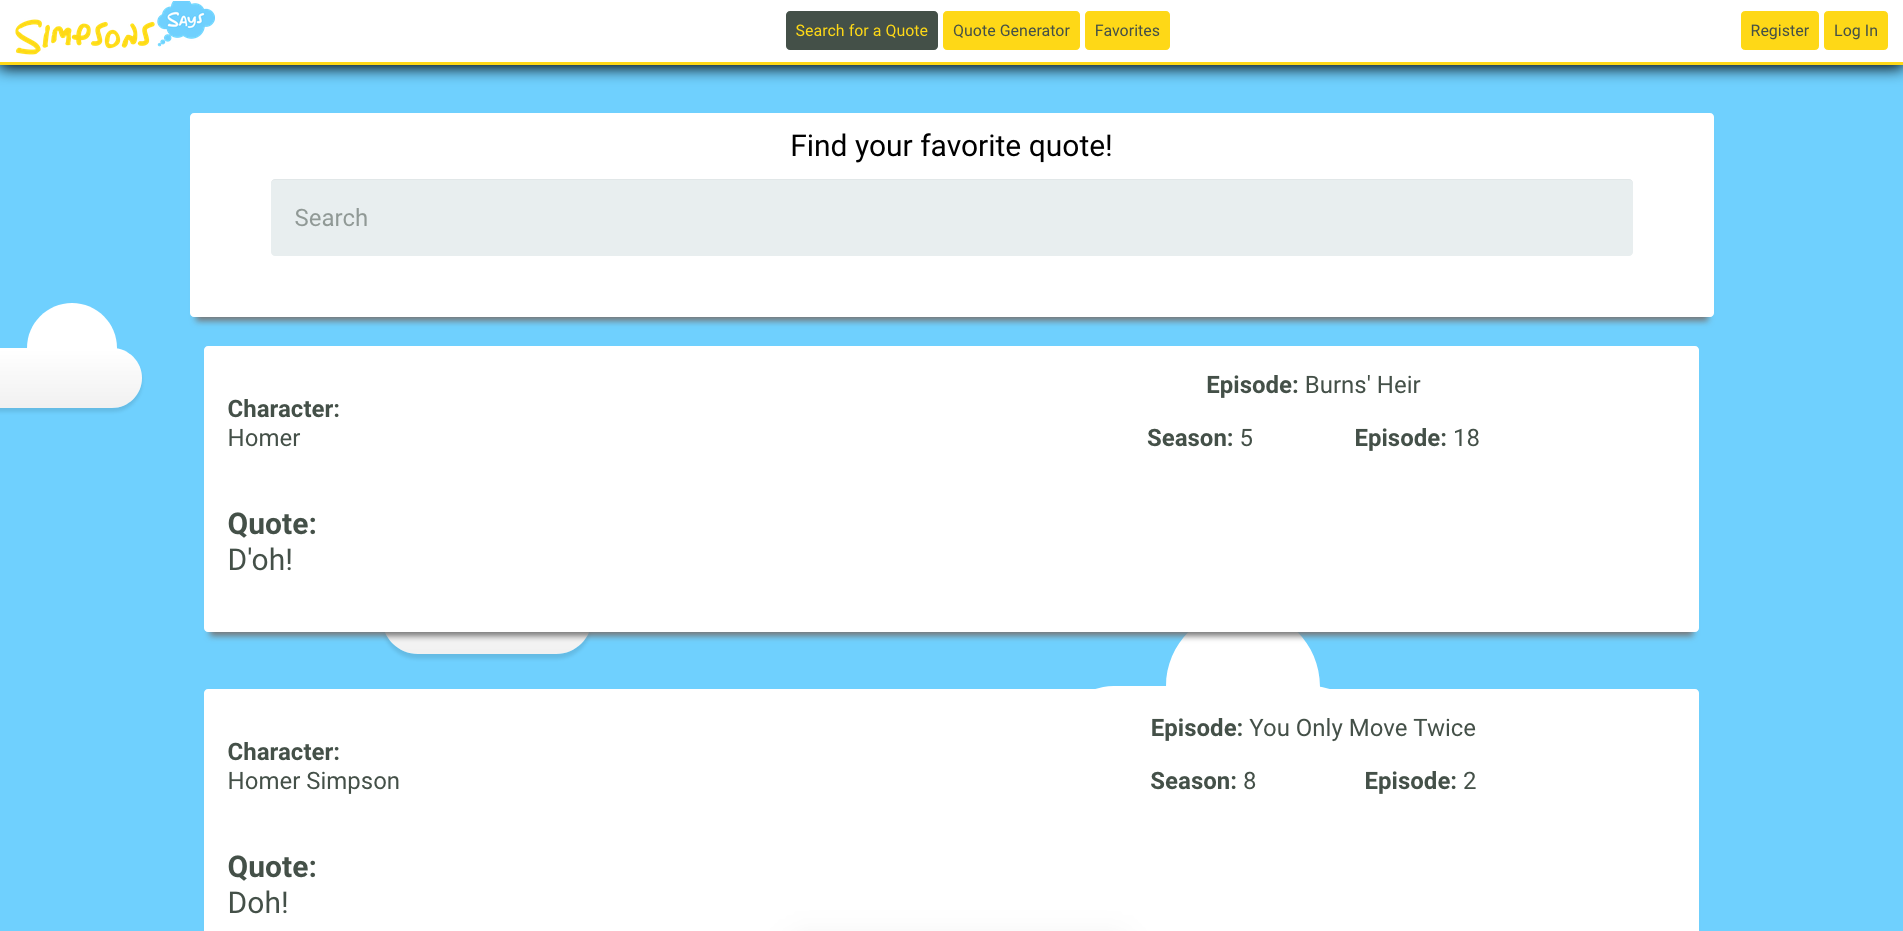 Simpsons Says
Search for a Quote
Quote Generator
Favorites
Register
Log In
Find your favorite quote!
Search
Character:
Homer
Episode: Burns' Heir
Season: 5
Episode: 18
Quote:
D'oh!
Character:
Homer Simpson
Episode: You Only Move Twice
Season: 8
Episode: 2
Quote:
Doh!